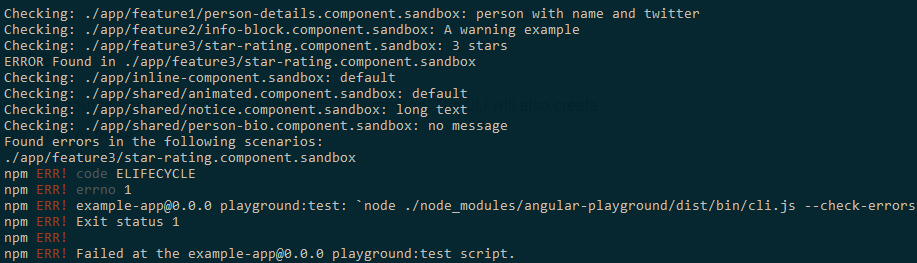 Checking: ./app/feature1/person-details.component.sandbox: person with name and twitter
Checking: ./app/feature2/info-block.component.sandbox: A warning example
Checking: ./app/feature3/star-rating.component.sandbox: 3 stars
ERROR Found in ./app/feature3/star-rating.component.sandbox
Checking: ./app/inline-component.sandbox: default
Checking: ./app/shared/animated.component.sandbox: default
Checking: ./app/shared/notice.component.sandbox: long text
Checking: ./app/shared/person-bio.component.sandbox: no message
Found errors in the following scenarios:
./app/feature3/star-rating.component.sandbox
npm ERR! code ELIFECYCLE
npm ERR! errno 1
npm ERR! example-app@0.0.0 playground:test: `node ./node_modules/angular-playground/dist/bin/cli.js --check-errors
npm ERR! Exit status 1
npm ERR!
npm ERR! Failed at the example-app@0.0.0 playground:test script.